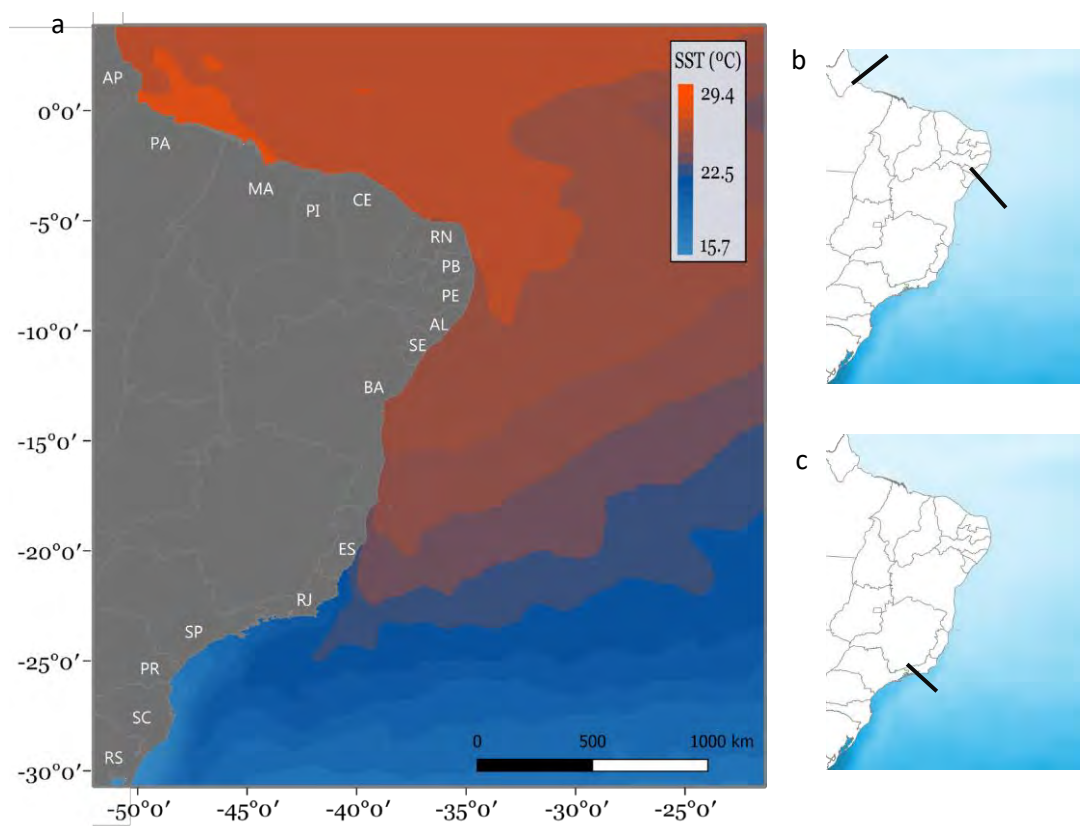 a
SST (ºC)
29.4
22.5
15.7
AP
PA
MA
PI
CE
RN
PB
PE
AL
SE
BA
ES
RJ
SP
PR
SC
RS
0°0′
-5°0′
-10°0′
-15°0′
-20°0′
-25°0′
-30°0′
0 500 1000 km
-50°0′ -45°0′ -40°0′ -35°0′ -30°0′ -25°0′
b
c